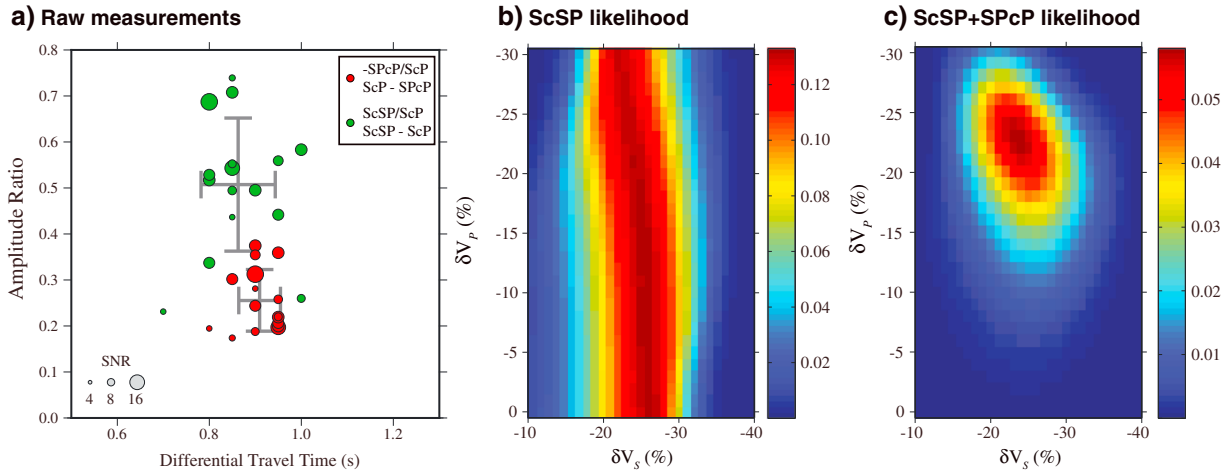 a) Raw measurements
Amplitude Ratio
0.8
0.7
0.6
0.5
0.4
0.3
0.2
0.1
0.0
-SPcP/ScP
ScP - SPcP
ScSP/ScP
ScSP - ScP
SNR
4 8 16
0.6 0.8 1.0 1.2
Differential Travel Time (s)
b) ScSP likelihood
δVP (%)
-30
-25
-20
-15
-10
-5
0
-10 -20 -30 -40
δVS (%)
0.12
0.10
0.08
0.06
0.04
0.02
c) ScSP+SPcP likelihood
δVP (%)
-30
-25
-20
-15
-10
-5
0
-10 -20 -30 -40
δVS (%)
0.05
0.04
0.03
0.02
0.01